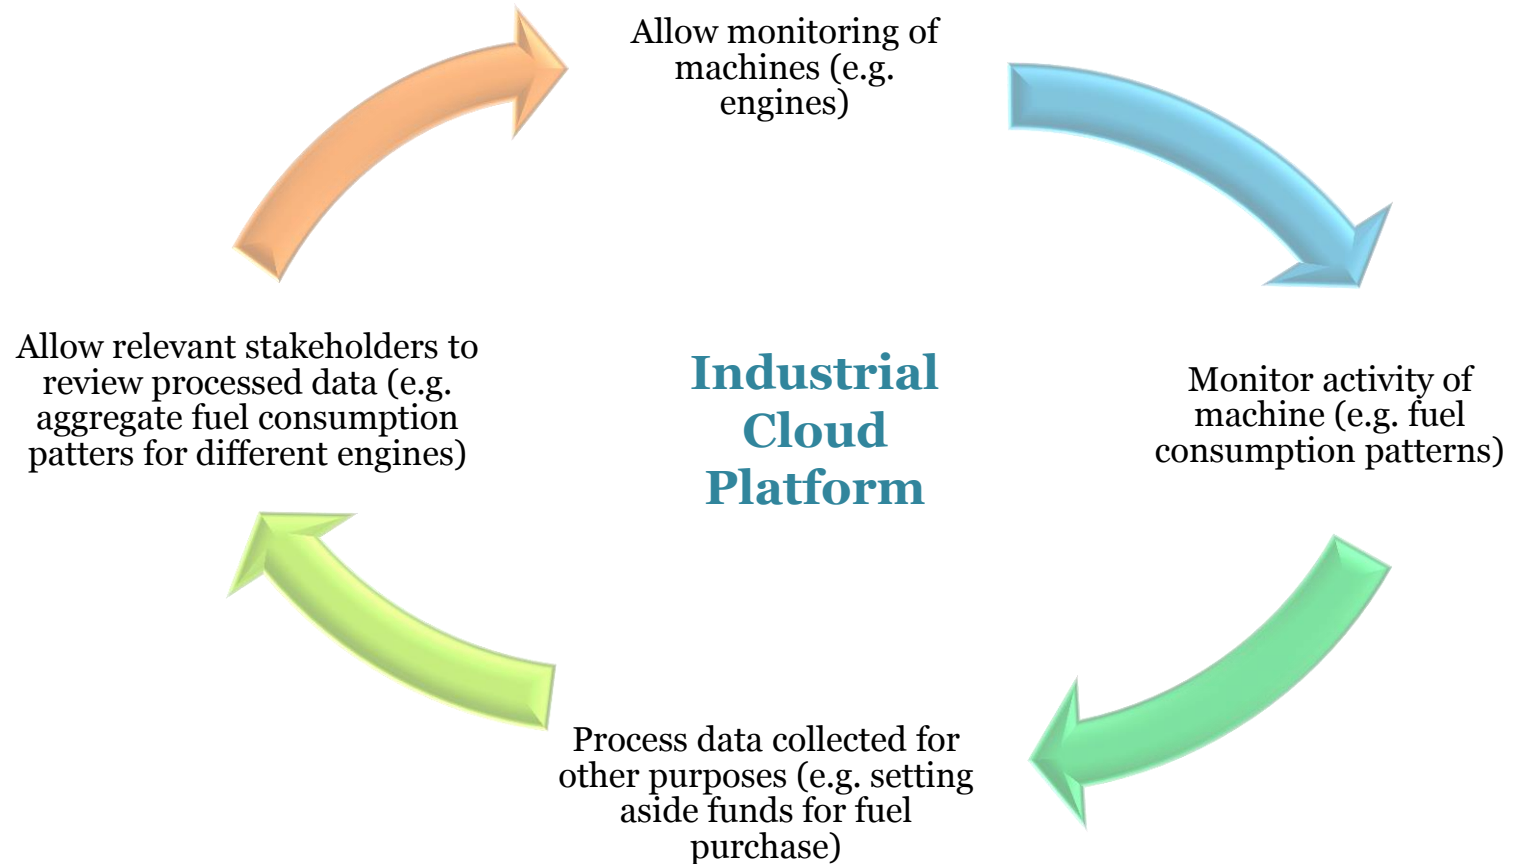 Allow monitoring of
machines (e.g.
engines)
Monitor activity of
machine (e.g. fuel
consumption patterns)
Process data collected for
other purposes (e.g. setting
aside funds for fuel
purchase)
Allow relevant stakeholders to
review processed data (e.g.
aggregate fuel consumption
patters for different engines)
Industrial
Cloud
Platform